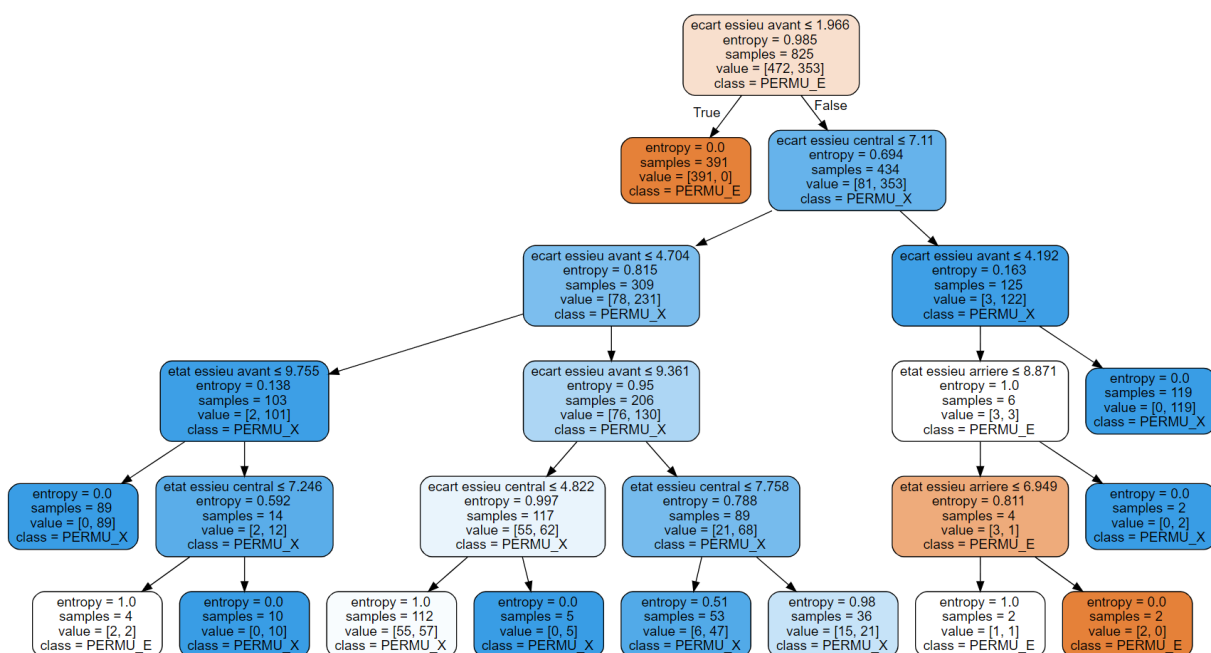 ecart essieu avant ≤ 1.966
entropy = 0.985
samples = 825
value = [472, 353]
class = PERMU_E
True
False
entropy = 0.0
samples = 391
value = [391, 0]
class = PERMU_E
ecart essieu central ≤ 7.11
entropy = 0.694
samples = 434
value = [81, 353]
class = PERMU_X
ecart essieu avant ≤ 4.704
entropy = 0.815
samples = 309
value = [78, 231]
class = PERMU_X
ecart essieu avant ≤ 4.192
entropy = 0.163
samples = 125
value = [3, 122]
class = PERMU_X
etat essieu avant ≤ 9.755
entropy = 0.138
samples = 103
value = [2, 101]
class = PERMU_X
ecart essieu avant ≤ 9.361
entropy = 0.95
samples = 206
value = [76, 130]
class = PERMU_X
etat essieu arriere ≤ 8.871
entropy = 1.0
samples = 6
value = [3, 3]
class = PERMU_E
entropy = 0.0
samples = 119
value = [0, 119]
class = PERMU_X
entropy = 0.0
samples = 89
value = [0, 89]
class = PERMU_X
etat essieu central ≤ 7.246
entropy = 0.592
samples = 14
value = [2, 12]
class = PERMU_X
ecart essieu central ≤ 4.822
entropy = 0.997
samples = 117
value = [55, 62]
class = PERMU_X
etat essieu central ≤ 7.758
entropy = 0.788
samples = 89
value = [21, 68]
class = PERMU_X
etat essieu arriere ≤ 6.949
entropy = 0.811
samples = 4
value = [3, 1]
class = PERMU_E
entropy = 0.0
samples = 2
value = [0, 2]
class = PERMU_X
entropy = 1.0
samples = 4
value = [2, 2]
class = PERMU_E
entropy = 0.0
samples = 10
value = [0, 10]
class = PERMU_X
entropy = 1.0
samples = 112
value = [55, 57]
class = PERMU_X
entropy = 0.0
samples = 5
value = [0, 5]
class = PERMU_X
entropy = 0.51
samples = 53
value = [6, 47]
class = PERMU_X
entropy = 0.98
samples = 36
value = [15, 21]
class = PERMU_X
entropy = 1.0
samples = 2
value = [1, 1]
class = PERMU_E
entropy = 0.0
samples = 2
value = [2, 0]
class = PERMU_E